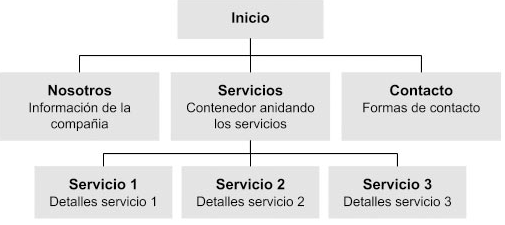 Inicio
Nosotros
Información de la
compañia
Servicios
Contenedor anidando
los servicios
Contacto
Formas de contacto
Servicio 1
Detalles servicio 1
Servicio 2
Detalles servicio 2
Servicio 3
Detalles servicio 3